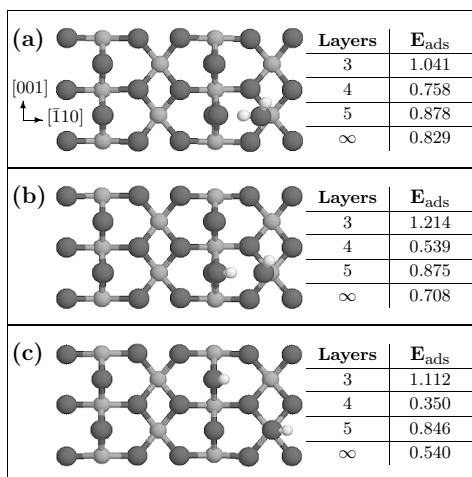 (a) Layers E_ads
3 1.041
[001] 4 0.758
[1̄10] 5 0.878
∞ 0.829
(b) Layers E_ads
3 1.214
4 0.539
5 0.875
∞ 0.708
(c) Layers E_ads
3 1.112
4 0.350
5 0.846
∞ 0.540